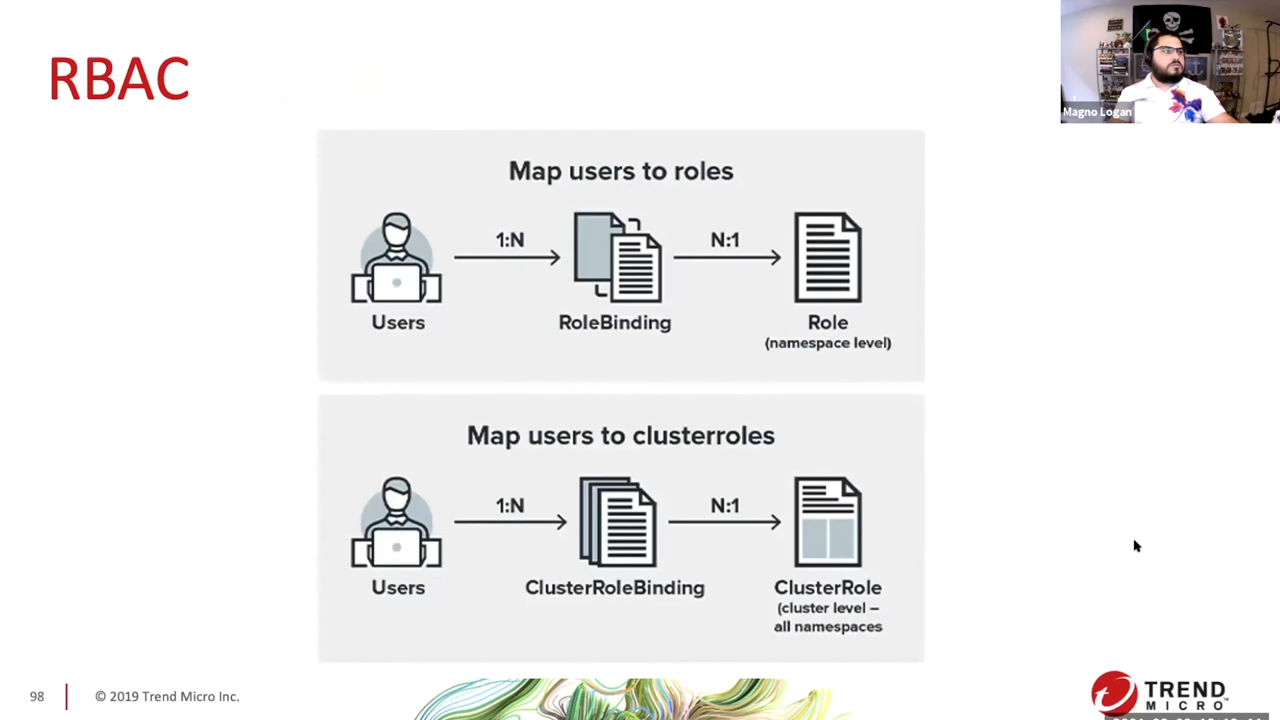 RBAC
Magno Logan
Map users to roles
1:N
N:1
Users
RoleBinding
Role
(namespace level)
Map users to clusterroles
1:N
N:1
Users
ClusterRoleBinding
ClusterRole
(cluster level –
all namespaces
98
© 2019 Trend Micro Inc.
TREND
MICRO™